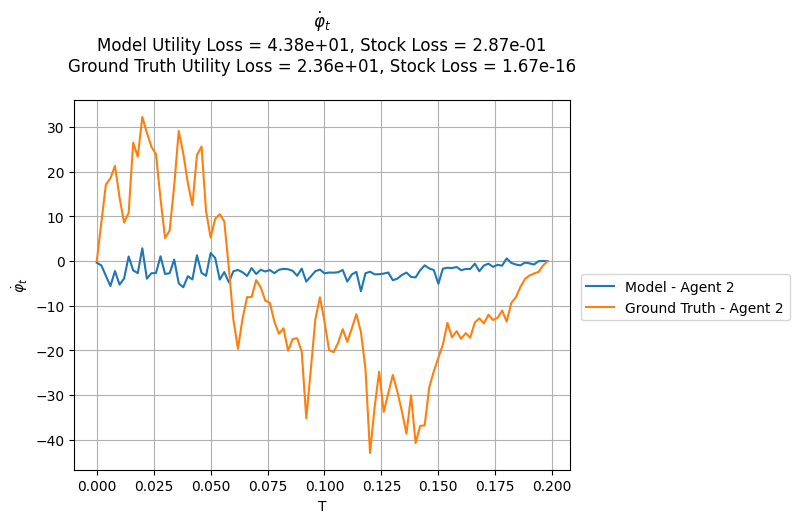 φ̇ₜ
Model Utility Loss = 4.38e+01, Stock Loss = 2.87e-01
Ground Truth Utility Loss = 2.36e+01, Stock Loss = 1.67e-16
30
20
10
0
−10
−20
−30
−40
φ̇ₜ
0.000 0.025 0.050 0.075 0.100 0.125 0.150 0.175 0.200
T
Model - Agent 2
Ground Truth - Agent 2